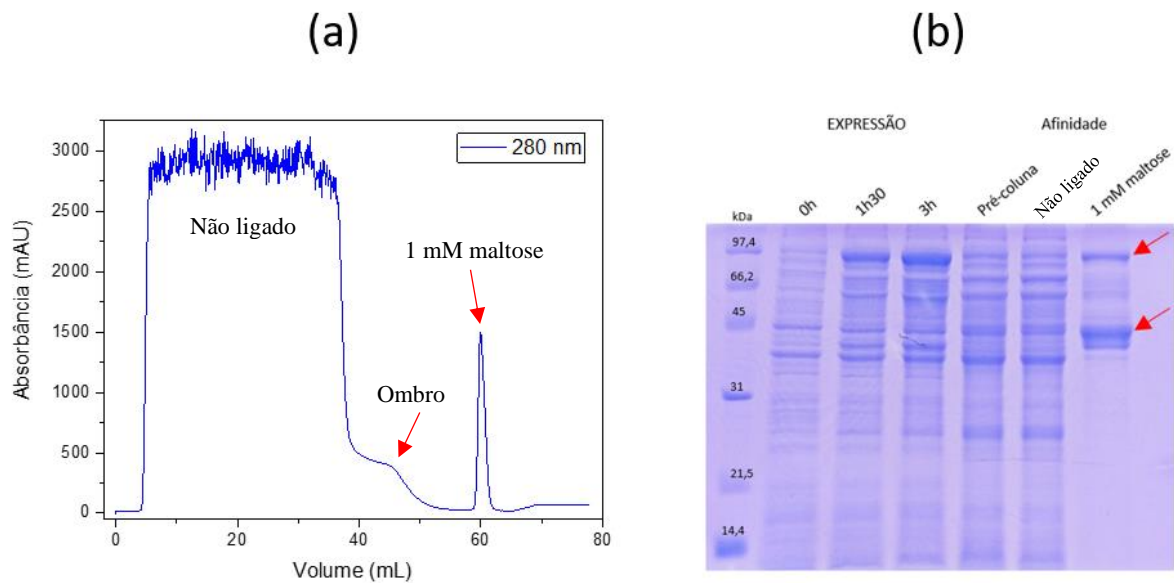 (a)
280 nm
Absorbância (mAU)
3000
2500
2000
1500
1000
500
0
Não ligado
1 mM maltose
Ombro
0
20
40
60
80
Volume (mL)
(b)
EXPRESSÃO
Afinidade
kDa
0h
1h30
3h
Pré-coluna
Não ligado
1 mM maltose
97,4
66,2
45
31
21,5
14,4